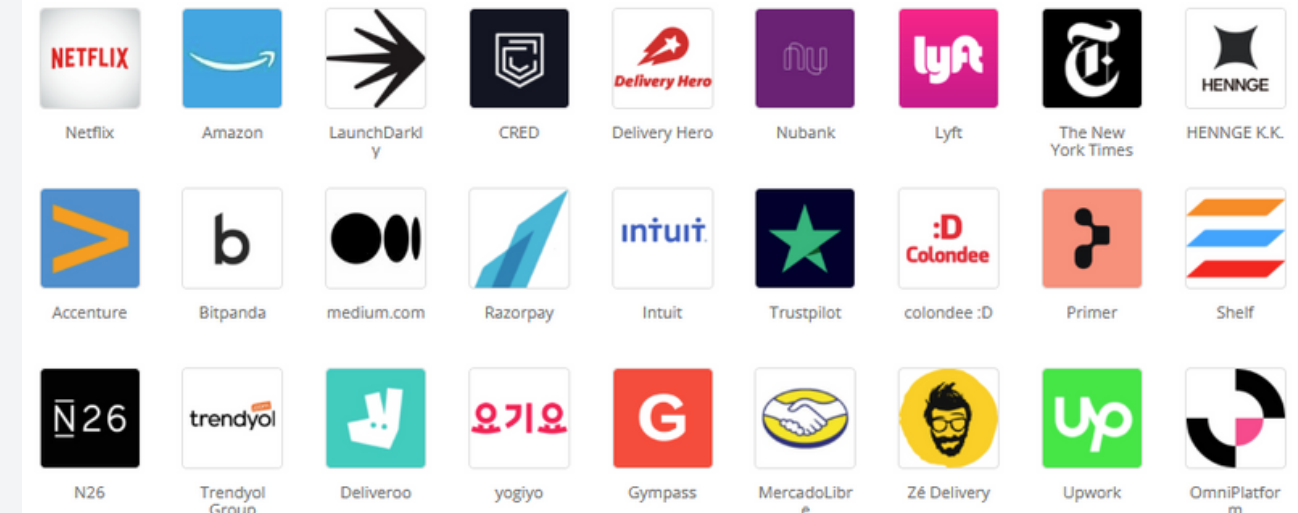 NETFLIX
Delivery Hero
nu
lyft
T
HENNGE
Netflix
Amazon
LaunchDarkl
y
CRED
Delivery Hero
Nubank
Lyft
The New
York Times
HENNGE K.K.
b
INTUIT.
:D
Colondee
Accenture
Bitpanda
medium.com
Razorpay
Intuit
Trustpilot
colondee :D
Primer
Shelf
N26
trendyol
요기요
G
up
N26
Trendyol
Group
Deliveroo
yogiyo
Gympass
MercadoLibr
e
Zé Delivery
Upwork
OmniPlatfor
m